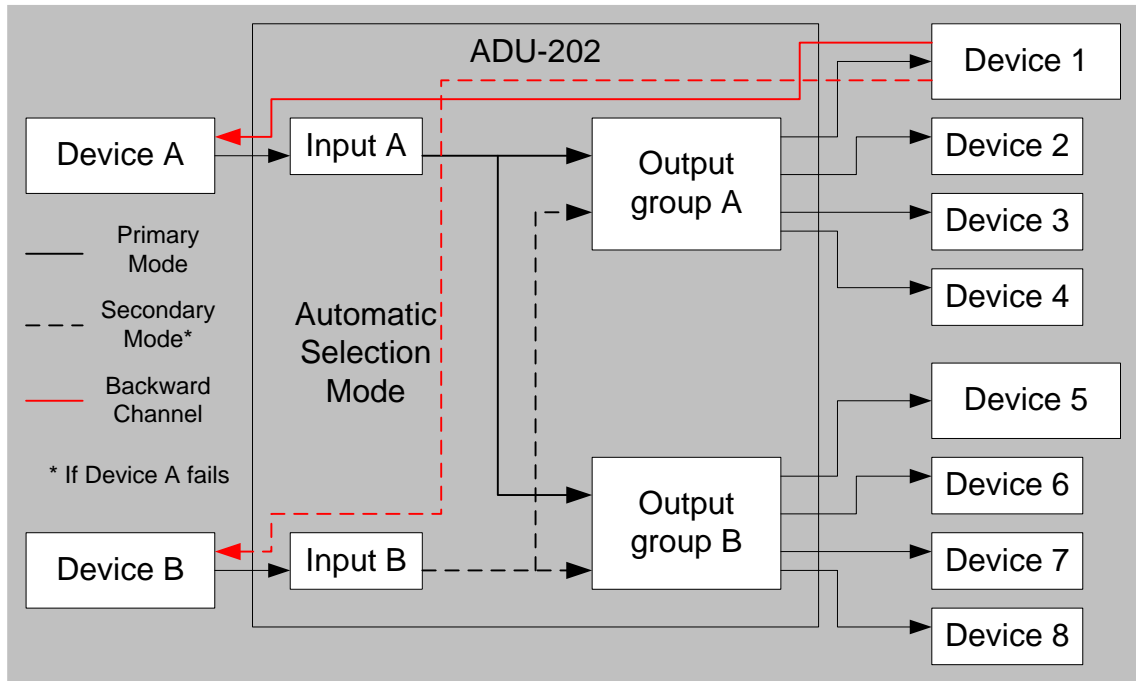 ADU-202
Device 1
Device A
Input A
Output
group A
Device 2
Device 3
Device 4
Primary
Mode
Secondary
Mode*
Backward
Channel
* If Device A fails
Automatic
Selection
Mode
Device 5
Output
group B
Device 6
Device B
Input B
Device 7
Device 8